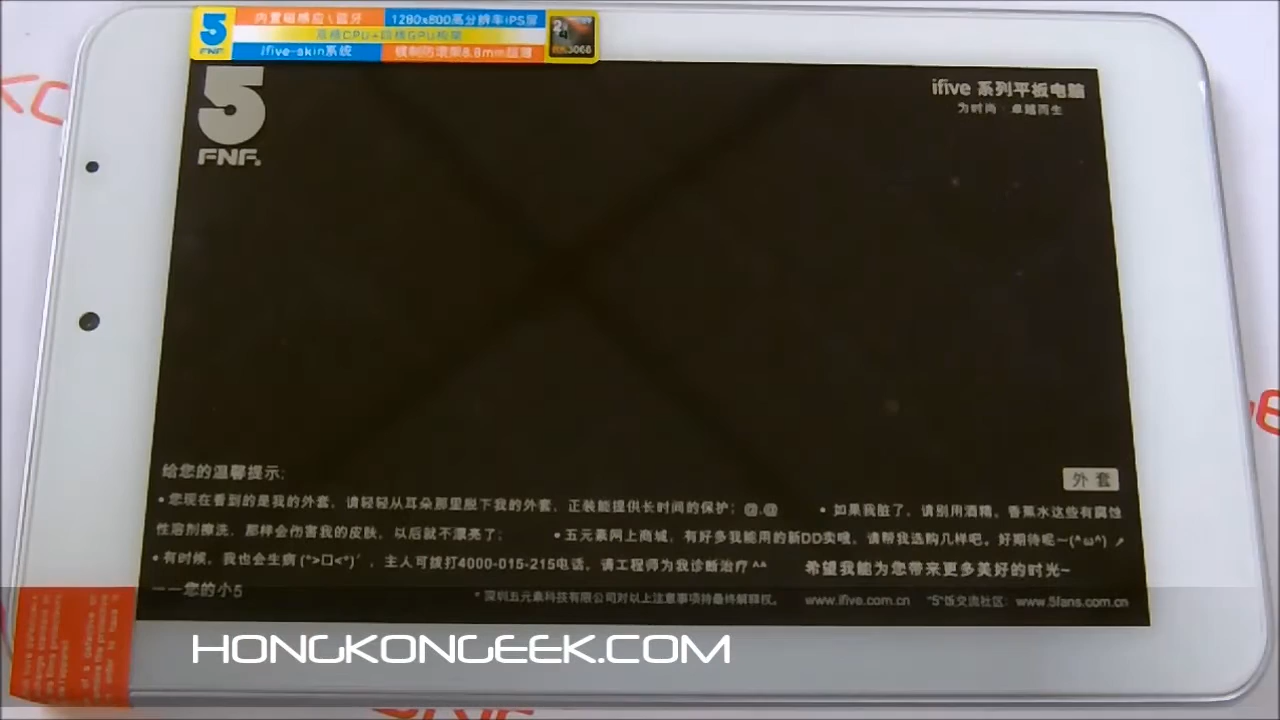 5
FNF
内置磁感应\蓝牙
1280x800高分辨率IPS屏
双核CPU+四核GPU构架
ifive-skin系统
8.8mm超薄
3066
5
FNF
ifive 系列平板电脑
为时尚 卓越而生
给您的温馨提示:
外套
•您现在看到的是我的外套,请轻轻从耳朵那里脱下我的外套,正装能提供长时间的保护;@.@ •如果我脏了,请别用酒精,香蕉水这些有腐蚀
性溶剂擦洗,那样会伤害我的皮肤,以后就不漂亮了; •五元素网上商城,有好多我能用的新DD卖哦,请帮我选购几样吧,好期待呢~(^ω^)
•有时候,我也会生病(*>□<*)′,主人可拨打4000-015-215电话,请工程师为我诊断治疗^^ 希望我能为您带来更多美好的时光~
——您的小5
*深圳五元素科技有限公司对以上注意事项持最终解释权。 www.ifive.com.cn "5"饭交流社区: www.5fans.com.cn
HONGKONGEEK.COM